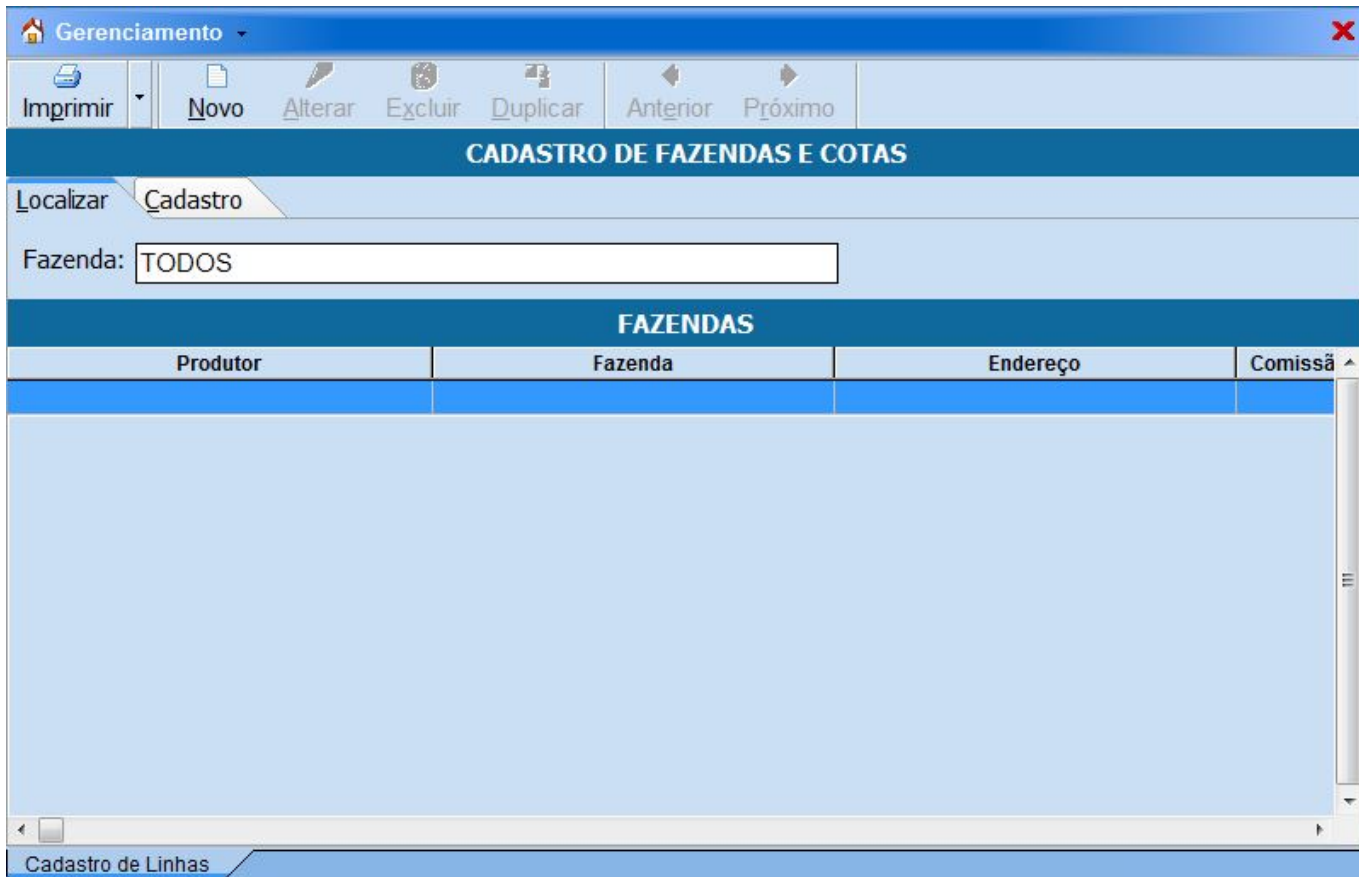 Gerenciamento
Imprimir Novo Alterar Excluir Duplicar Anterior Próximo
CADASTRO DE FAZENDAS E COTAS
Localizar Cadastro
Fazenda: TODOS
FAZENDAS
Produtor Fazenda Endereço Comissã
Cadastro de Linhas